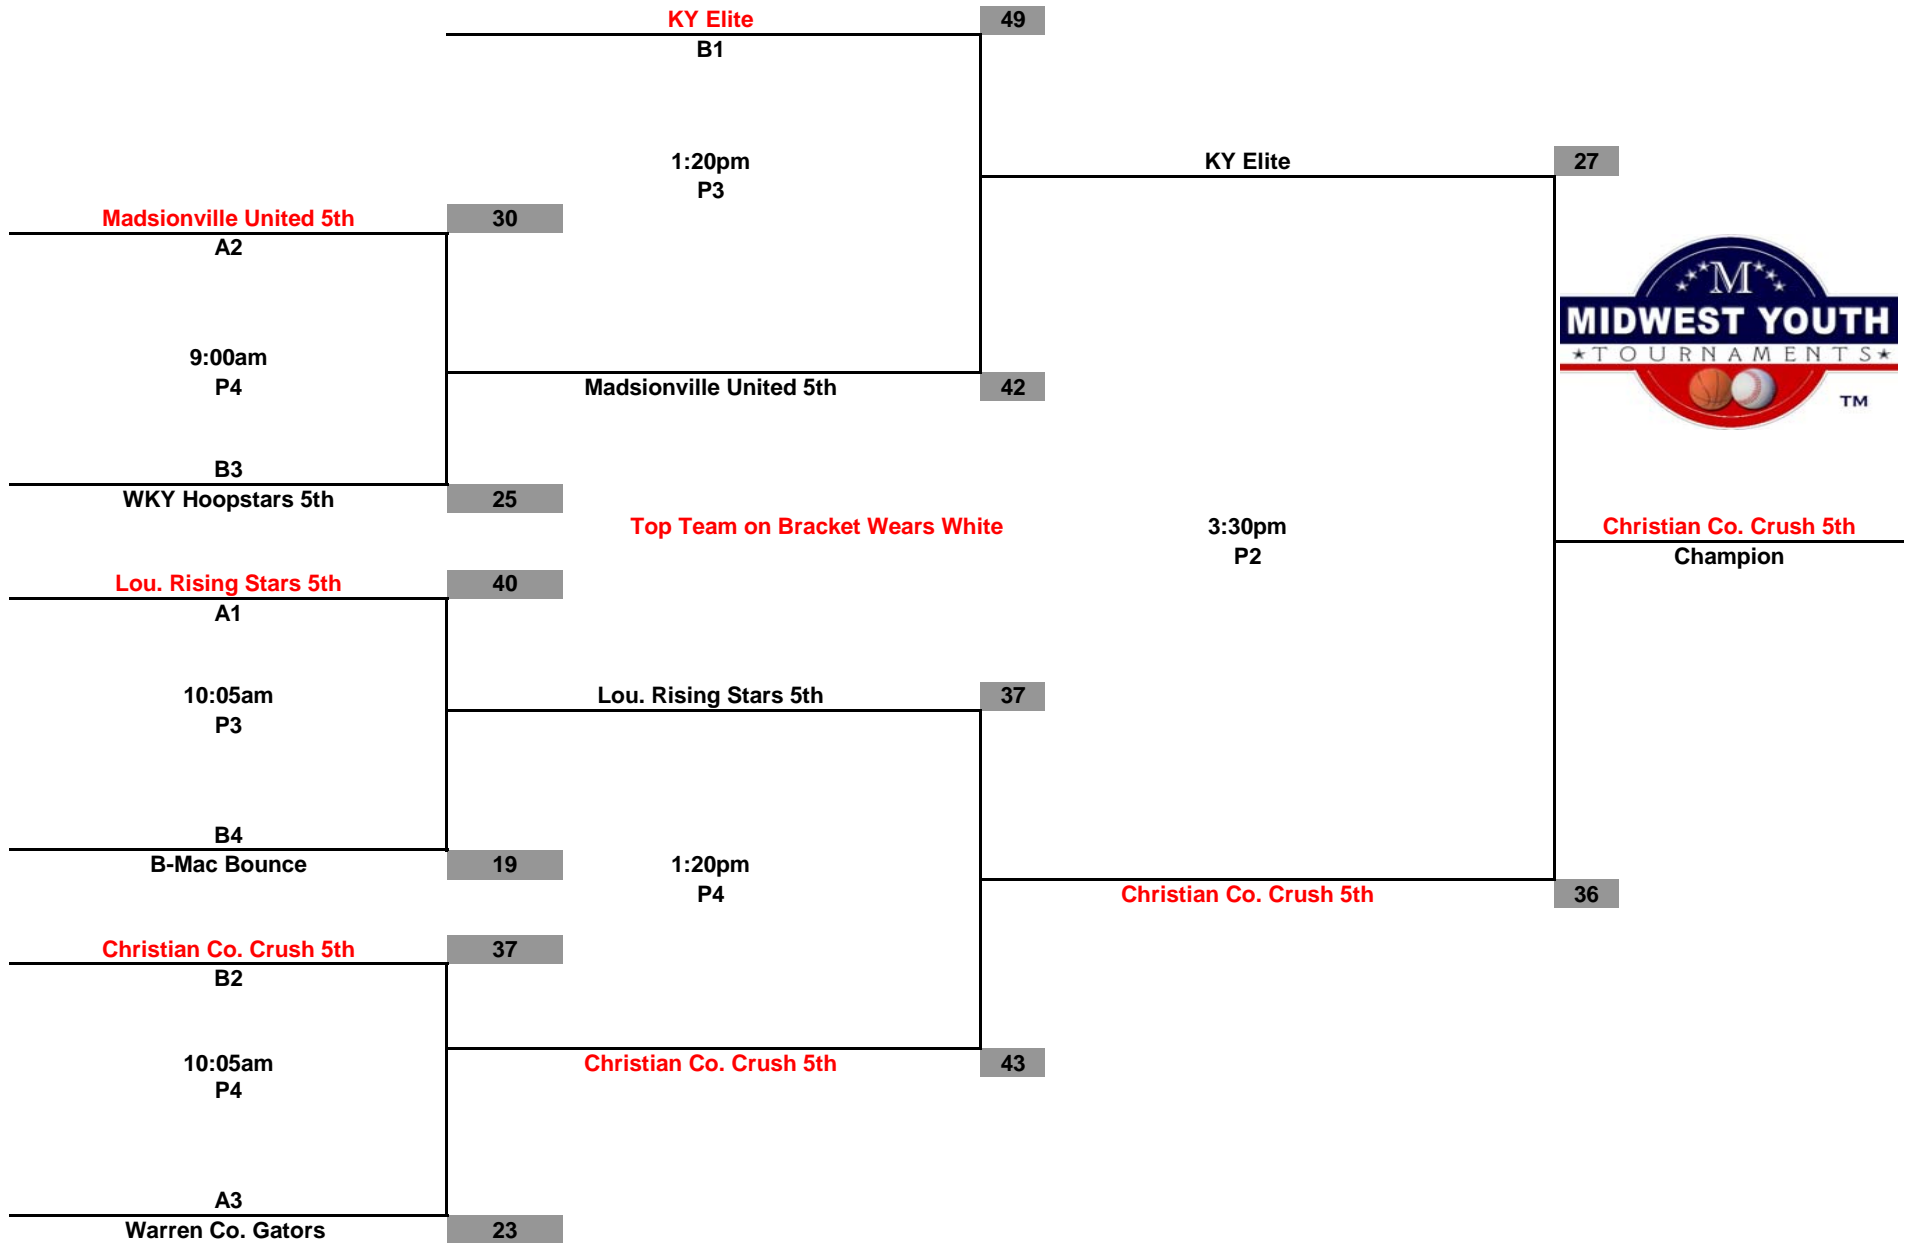 KY Elite 49
B1
1:20pm KY Elite 27
P3
Madsionville United 5th 30
A2
M
MIDWEST YOUTH
TOURNAMENTS
TM
9:00am
P4 Madsionville United 5th 42
B3
WKY Hoopstars 5th 25
Top Team on Bracket Wears White 3:30pm Christian Co. Crush 5th
P2 Champion
Lou. Rising Stars 5th 40
A1
10:05am Lou. Rising Stars 5th 37
P3
B4
B-Mac Bounce 19 1:20pm
P4 Christian Co. Crush 5th 36
Christian Co. Crush 5th 37
B2
10:05am Christian Co. Crush 5th 43
P4
A3
Warren Co. Gators 23